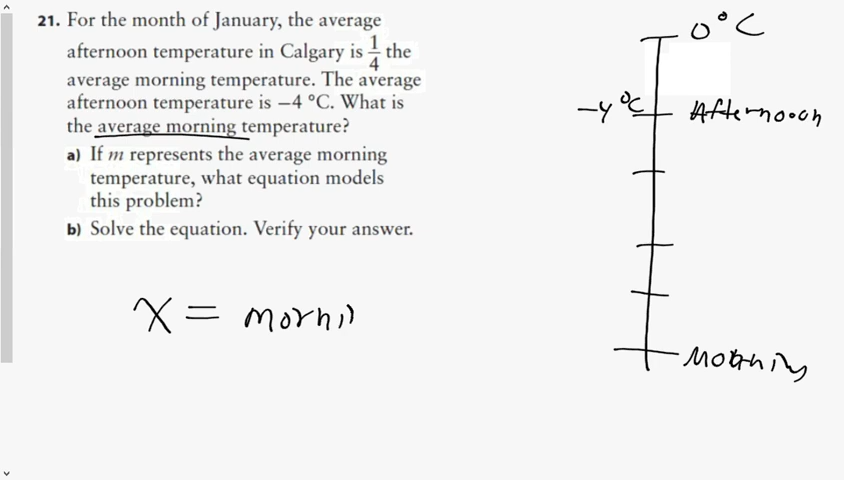 21. For the month of January, the average
afternoon temperature in Calgary is 1/4 the
average morning temperature. The average
afternoon temperature is −4 °C. What is
the average morning temperature?
a) If m represents the average morning
temperature, what equation models
this problem?
b) Solve the equation. Verify your answer.
x = morni
0°C
-4°C Afternoon
Morning